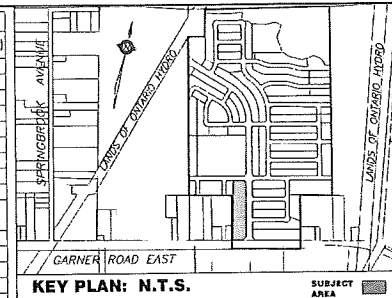 SPRINGBROOK AVENUE
LANDS OF ONTARIO HYDRO
LANDS OF ONTARIO HYDRO
GARNER ROAD EAST
KEY PLAN: N.T.S.
SUBJECT
AREA